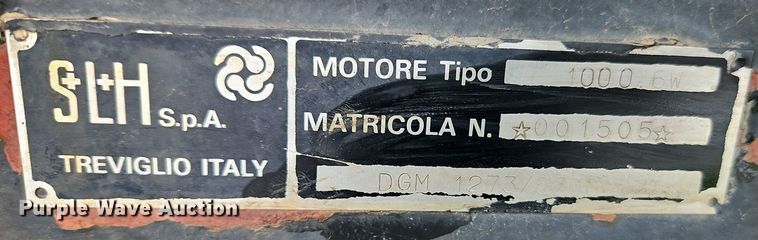 S+L+H S.p.A.
TREVIGLIO ITALY
MOTORE Tipo 1000 6W
MATRICOLA N. ☆001505☆
DGM 1273/
Purple Wave Auction